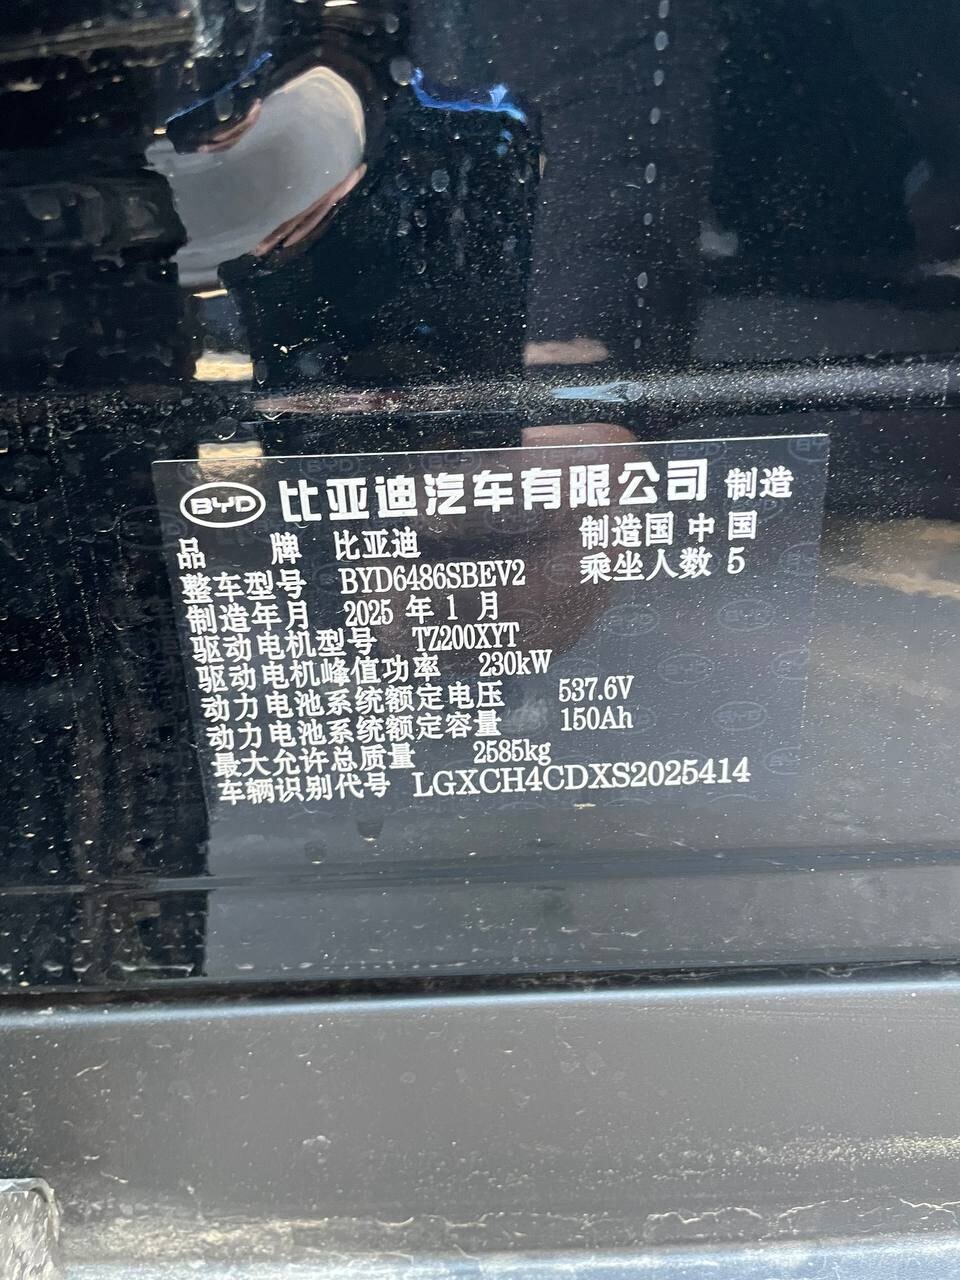 BYD 比亚迪汽车有限公司 制造
品 牌 比亚迪 制造国 中国
整车型号 BYD6486SBEV2 乘坐人数 5
制造年月 2025 年 1 月
驱动电机型号 TZ200XYT
驱动电机峰值功率 230kW
动力电池系统额定电压 537.6V
动力电池系统额定容量 150Ah
最大允许总质量 2585kg
车辆识别代号 LGXCH4CDXS2025414